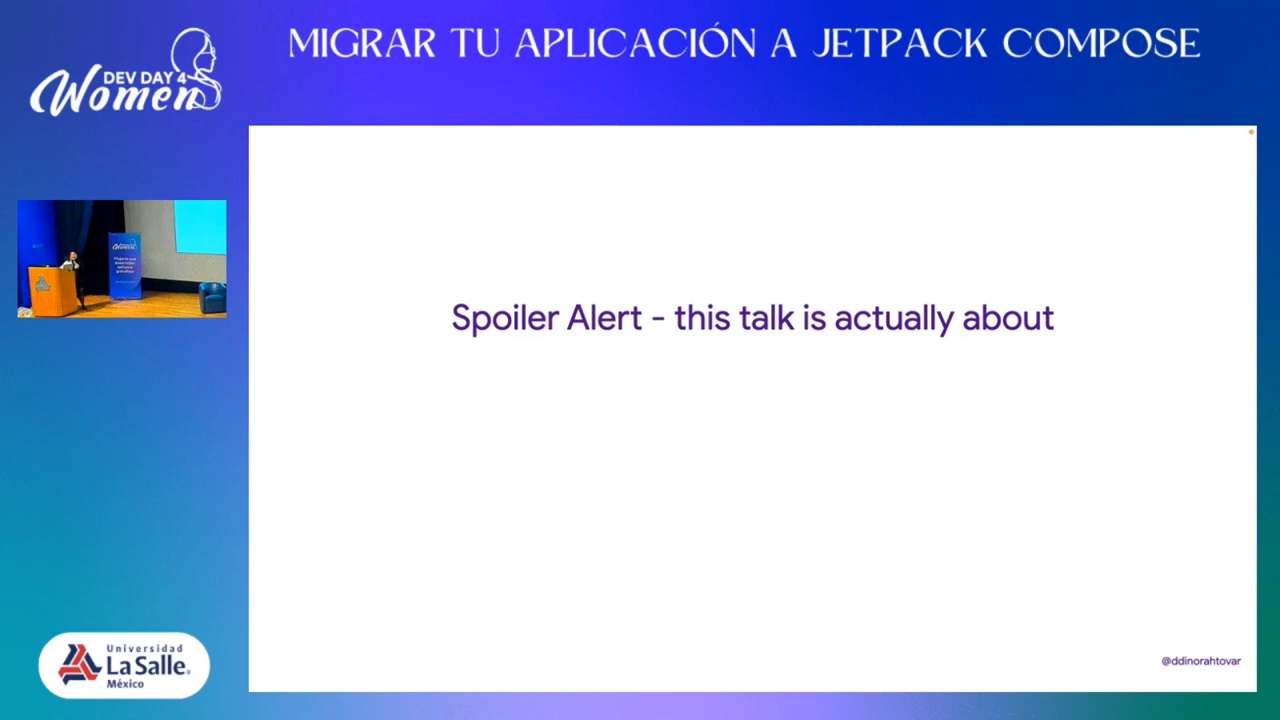 MIGRAR TU APLICACIÓN A JETPACK COMPOSE
DEV DAY 4
Women
Spoiler Alert - this talk is actually about
@ddinorahtovar
Universidad
La Salle®
México